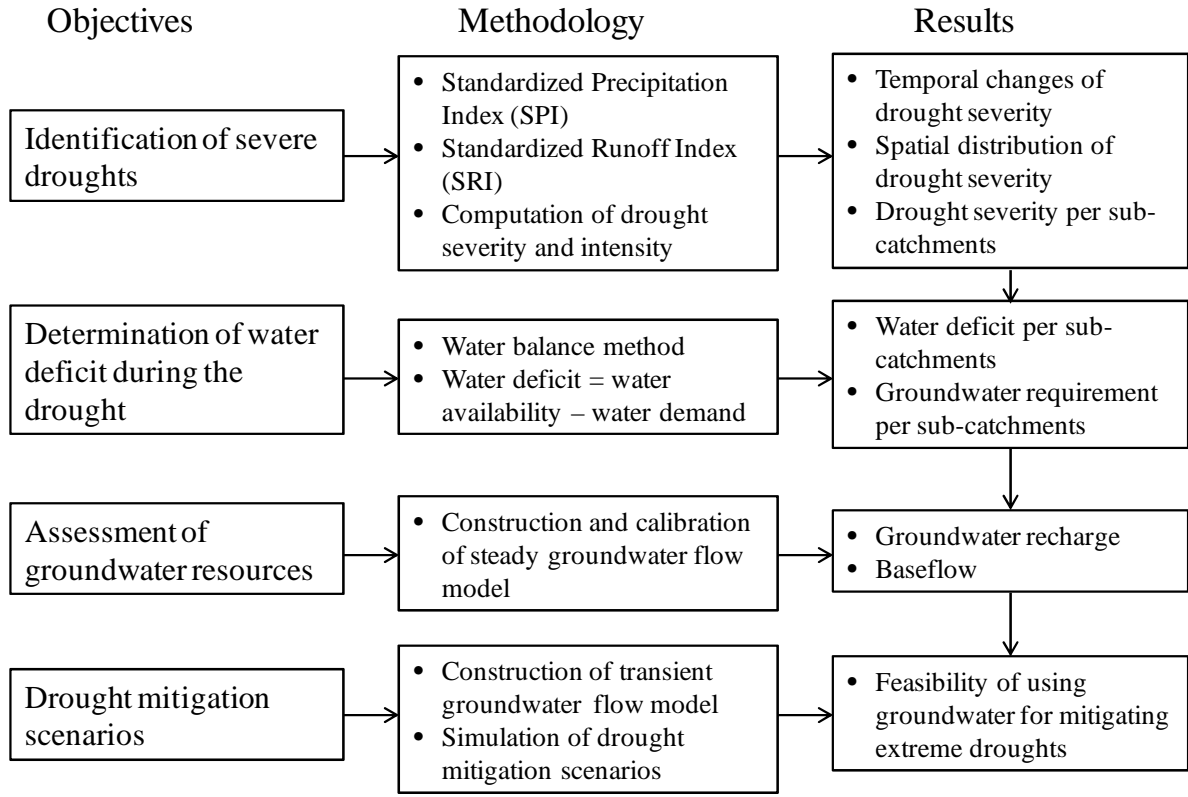 Objectives
Methodology
Results
Identification of severe
droughts
• Standardized Precipitation
Index (SPI)
• Standardized Runoff Index
(SRI)
• Computation of drought
severity and intensity
• Temporal changes of
drought severity
• Spatial distribution of
drought severity
• Drought severity per sub-
catchments
Determination of water
deficit during the
drought
• Water balance method
• Water deficit = water
availability – water demand
• Water deficit per sub-
catchments
• Groundwater requirement
per sub-catchments
Assessment of
groundwater resources
• Construction and calibration
of steady groundwater flow
model
• Groundwater recharge
• Baseflow
Drought mitigation
scenarios
• Construction of transient
groundwater flow model
• Simulation of drought
mitigation scenarios
• Feasibility of using
groundwater for mitigating
extreme droughts